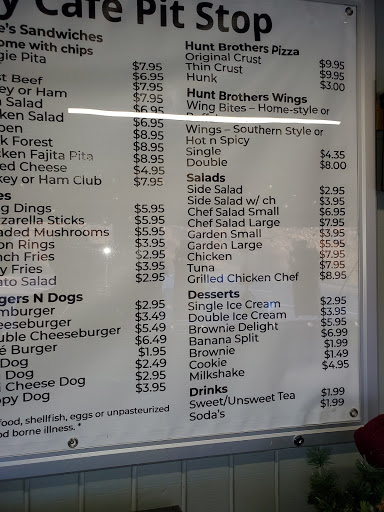 y Cafe Pit Stop
e's Sandwiches
ome with chips
gie Pita $7.95
$6.95
st Beef $7.95
ey or Ham $7.95
Salad $6.95
ken Salad $6.95
pen $8.95
k Forest $8.95
ken Fajita Pita $8.95
ed Cheese $4.95
key or Ham Club $7.95
es
g Dings $5.95
zarella Sticks $5.95
aded Mushrooms $5.95
on Rings $3.95
nch Fries $2.95
y Fries $3.95
ato Salad $2.95
gers N Dogs
mburger $2.95
eeseburger $3.49
uble Cheeseburger $5.49
é Burger $6.49
Dog $1.95
Dog $2.49
i Cheese Dog $2.95
ppy Dog $3.95
food, shellfish, eggs or unpasteurized
od borne illness. *
Hunt Brothers Pizza
Original Crust $9.95
Thin Crust $9.95
Hunk $3.00
Hunt Brothers Wings
Wing Bites – Home-style or
Wings – Southern Style or
Hot n Spicy
Single $4.35
Double $8.00
Salads
Side Salad $2.95
Side Salad w/ ch $3.95
Chef Salad Small $6.95
Chef Salad Large $7.95
Garden Small $3.95
Garden Large $5.95
Chicken $7.95
Tuna $7.95
Grilled Chicken Chef $8.95
Desserts
Single Ice Cream $2.95
Double Ice Cream $3.95
Brownie Delight $5.95
Banana Split $6.99
Brownie $1.99
Cookie $1.49
Milkshake $4.95
Drinks
Sweet/Unsweet Tea $1.99
Soda's $1.99